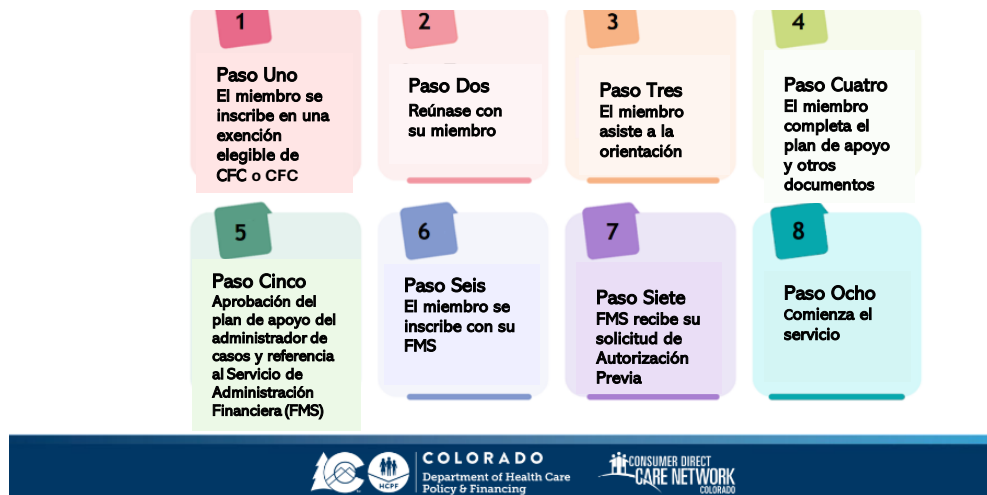 1
Paso Uno
El miembro se
inscribe en una
exención
elegible de
CFC o CFC
2
Paso Dos
Reúnase con
su miembro
3
Paso Tres
El miembro
asiste a la
orientación
4
Paso Cuatro
El miembro
completa el
plan de apoyo
y otros
documentos
5
Paso Cinco
Aprobación del
plan de apoyo del
administrador de
casos y referencia
al Servicio de
Administración
Financiera (FMS)
6
Paso Seis
El miembro se
inscribe con su
FMS
7
Paso Siete
FMS recibe su
solicitud de
Autorización
Previa
8
Paso Ocho
Comienza el
servicio
HCPF
COLORADO
Department of Health Care
Policy & Financing
CONSUMER DIRECT
CARE NETWORK
COLORADO